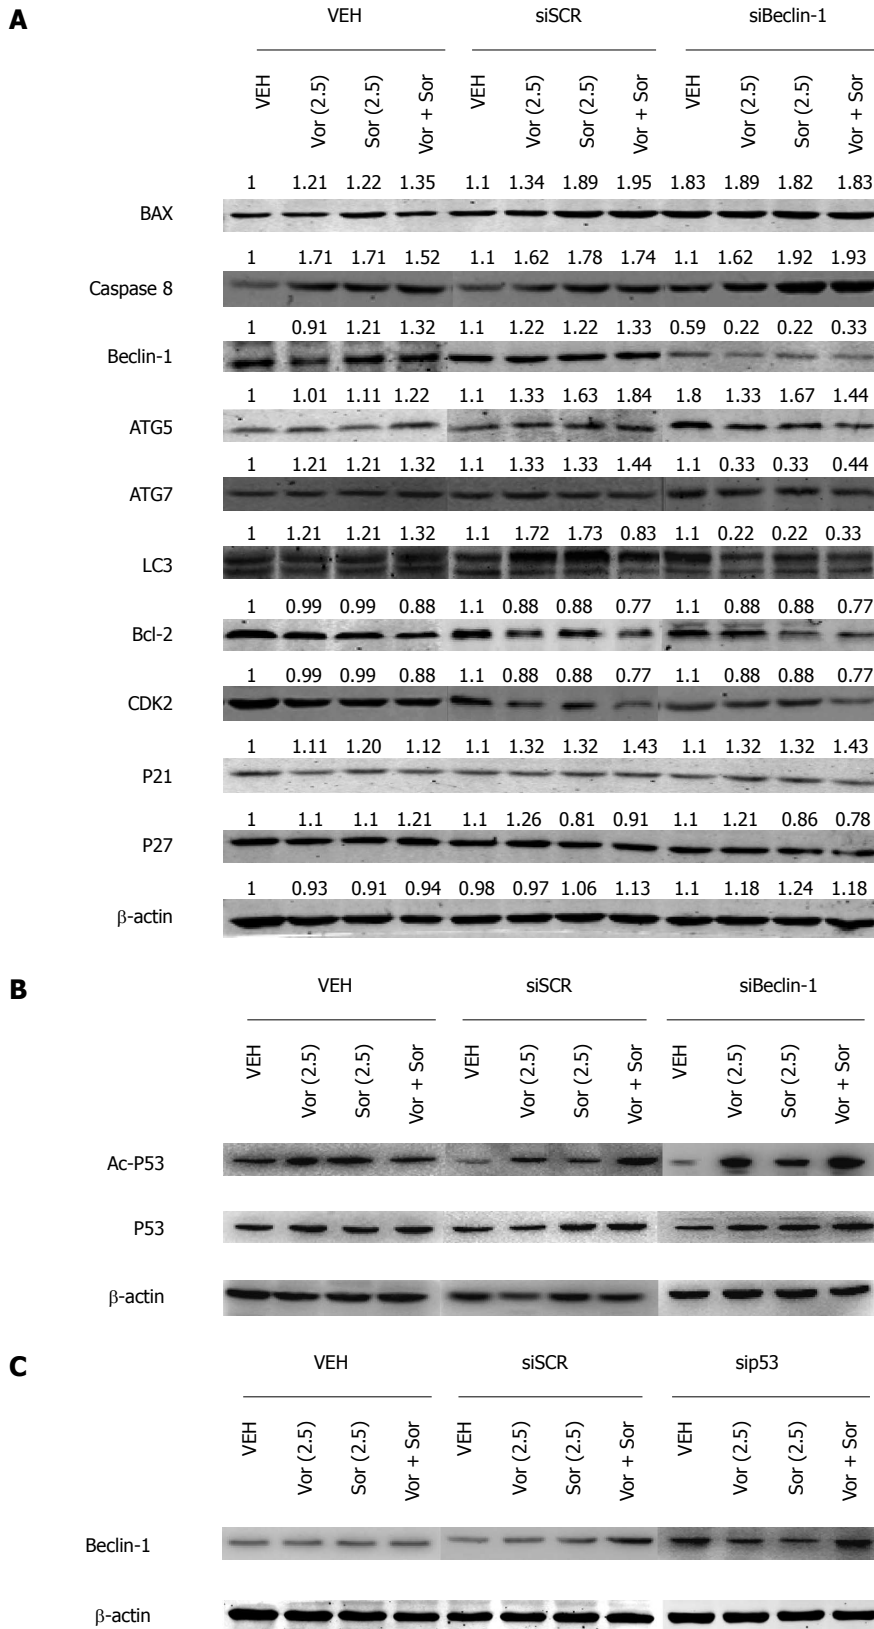 A
VEH siSCR siBeclin-1
VEH Vor (2.5) Sor (2.5) Vor + Sor VEH Vor (2.5) Sor (2.5) Vor + Sor VEH Vor (2.5) Sor (2.5) Vor + Sor
1 1.21 1.22 1.35 1.1 1.34 1.89 1.95 1.83 1.89 1.82 1.83
BAX
1 1.71 1.71 1.52 1.1 1.62 1.78 1.74 1.1 1.62 1.92 1.93
Caspase 8
1 0.91 1.21 1.32 1.1 1.22 1.22 1.33 0.59 0.22 0.22 0.33
Beclin-1
1 1.01 1.11 1.22 1.1 1.33 1.63 1.84 1.8 1.33 1.67 1.44
ATG5
1 1.21 1.21 1.32 1.1 1.33 1.33 1.44 1.1 0.33 0.33 0.44
ATG7
1 1.21 1.21 1.32 1.1 1.72 1.73 0.83 1.1 0.22 0.22 0.33
LC3
1 0.99 0.99 0.88 1.1 0.88 0.88 0.77 1.1 0.88 0.88 0.77
Bcl-2
1 0.99 0.99 0.88 1.1 0.88 0.88 0.77 1.1 0.88 0.88 0.77
CDK2
1 1.11 1.20 1.12 1.1 1.32 1.32 1.43 1.1 1.32 1.32 1.43
P21
1 1.1 1.1 1.21 1.1 1.26 0.81 0.91 1.1 1.21 0.86 0.78
P27
1 0.93 0.91 0.94 0.98 0.97 1.06 1.13 1.1 1.18 1.24 1.18
β-actin
B
VEH siSCR siBeclin-1
VEH Vor (2.5) Sor (2.5) Vor + Sor VEH Vor (2.5) Sor (2.5) Vor + Sor VEH Vor (2.5) Sor (2.5) Vor + Sor
Ac-P53
P53
β-actin
C
VEH siSCR sip53
VEH Vor (2.5) Sor (2.5) Vor + Sor VEH Vor (2.5) Sor (2.5) Vor + Sor VEH Vor (2.5) Sor (2.5) Vor + Sor
Beclin-1
β-actin